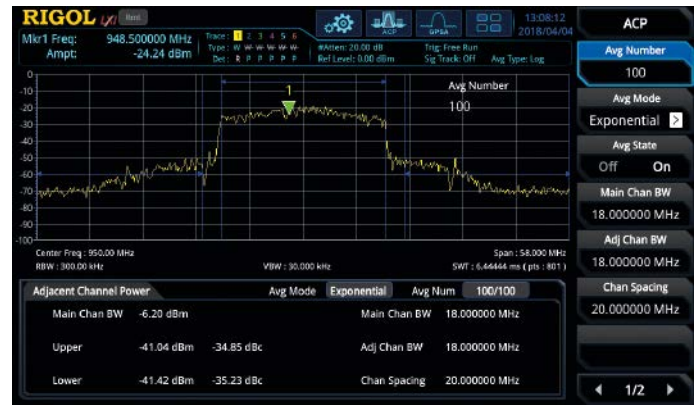 RIGOL LXI Rmt
13:08:12
2018/04/04
ACP GPSA
Mkr1 Freq: 948.500000 MHz
Ampt: -24.24 dBm
Trace: 1 2 3 4 5 6
Type: W W W W W W
Det: R P P P P P
#Atten: 20.00 dB Trig: Free Run
Ref Level: 0.00 dBm Sig Track: Off Avg Type: Log
0
-10
-20
-30
-40
-50
-60
-70
-80
-90
-100
1
Avg Number
100
Center Freq : 950.00 MHz Span : 58.000 MHz
RBW : 300.00 kHz VBW : 30.000 kHz SWT : 6.44444 ms ( pts : 801 )
Adjacent Channel Power Avg Mode Exponential Avg Num 100/100
Main Chan BW -6.20 dBm Main Chan BW 18.000000 MHz
Upper -41.04 dBm -34.85 dBc Adj Chan BW 18.000000 MHz
Lower -41.42 dBm -35.23 dBc Chan Spacing 20.000000 MHz
ACP
Avg Number
100
Avg Mode
Exponential
Avg State
Off On
Main Chan BW
18.000000 MHz
Adj Chan BW
18.000000 MHz
Chan Spacing
20.000000 MHz
1/2